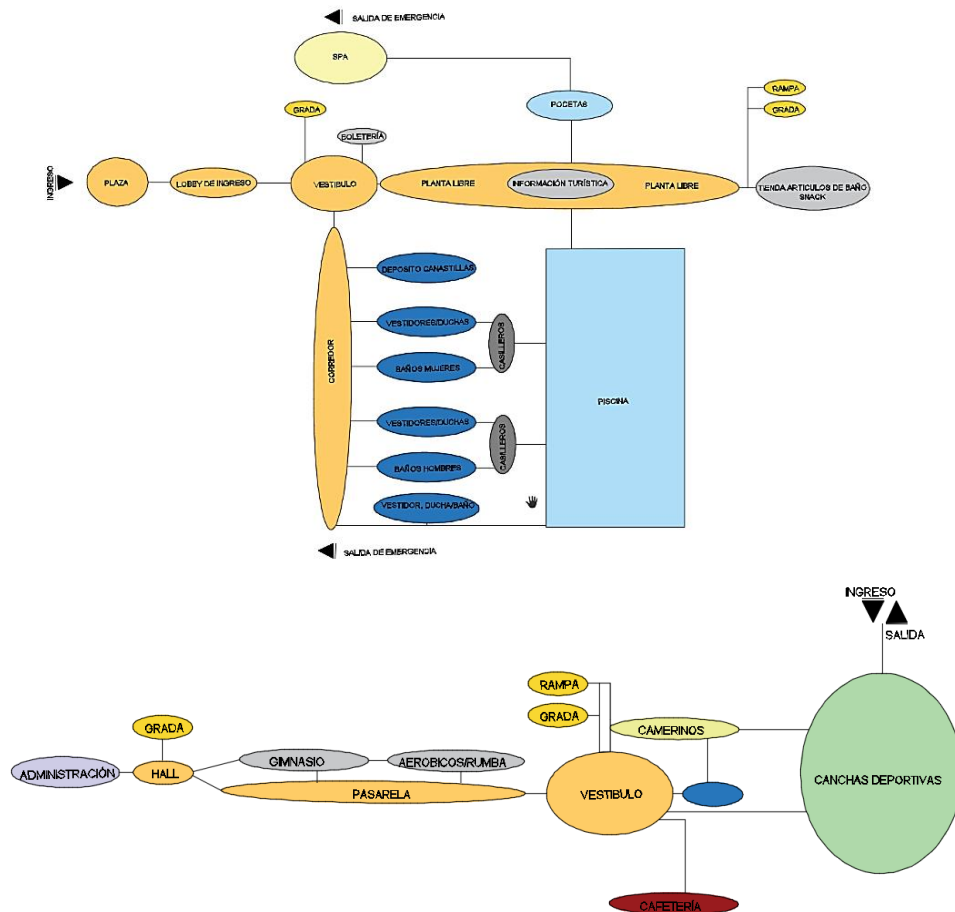 SALIDA DE EMERGENCIA
SPA
POCETAS
RAMPA
GRADA
GRADA
BOLETERÍA
INGRESO
PLAZA
LOBBY DE INGRESO
VESTIBULO
PLANTA LIBRE
INFORMACIÓN TURÍSTICA
PLANTA LIBRE
TIENDA ARTICULOS DE BAÑO
SNACK
CORREDOR
DEPOSITO CANASTILLAS
VESTIDORES/DUCHAS
CASILLEROS
BAÑOS MUJERES
PISCINA
VESTIDORES/DUCHAS
CASILLEROS
BAÑOS HOMBRES
VESTIDOR, DUCHA/BAÑO
SALIDA DE EMERGENCIA
INGRESO
SALIDA
RAMPA
GRADA
GRADA
CAMERINOS
ADMINISTRACIÓN
HALL
GIMNASIO
AEROBICOS/RUMBA
PASARELA
VESTIBULO
CANCHAS DEPORTIVAS
CAFETERÍA